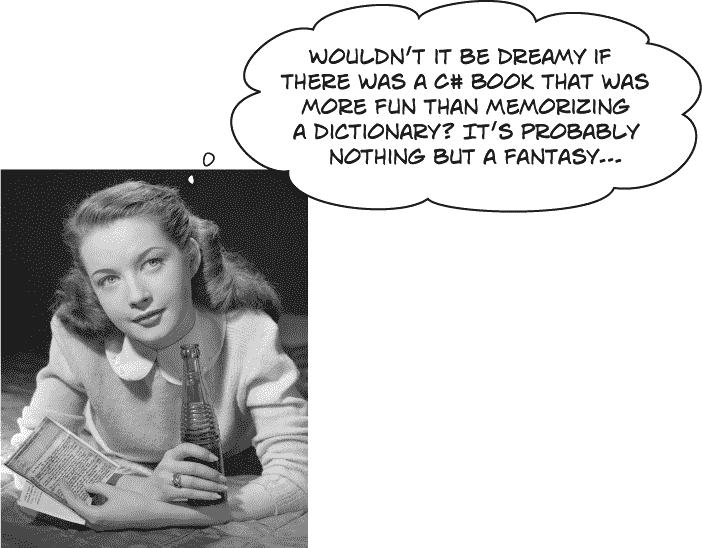 WOULDN'T IT BE DREAMY IF
THERE WAS A C# BOOK THAT WAS
MORE FUN THAN MEMORIZING
A DICTIONARY? IT'S PROBABLY
NOTHING BUT A FANTASY...